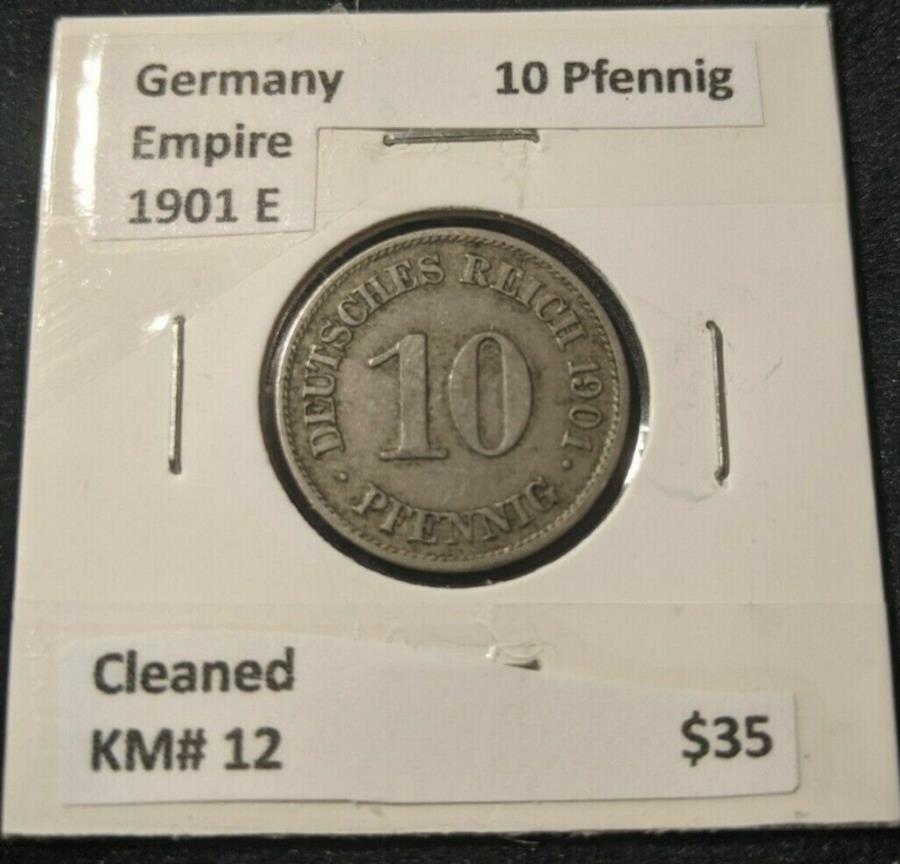 Germany 10 Pfennig
Empire
1901 E
DEUTSCHES REICH 1901
10
· PFENNIG ·
Cleaned
KM# 12 $35